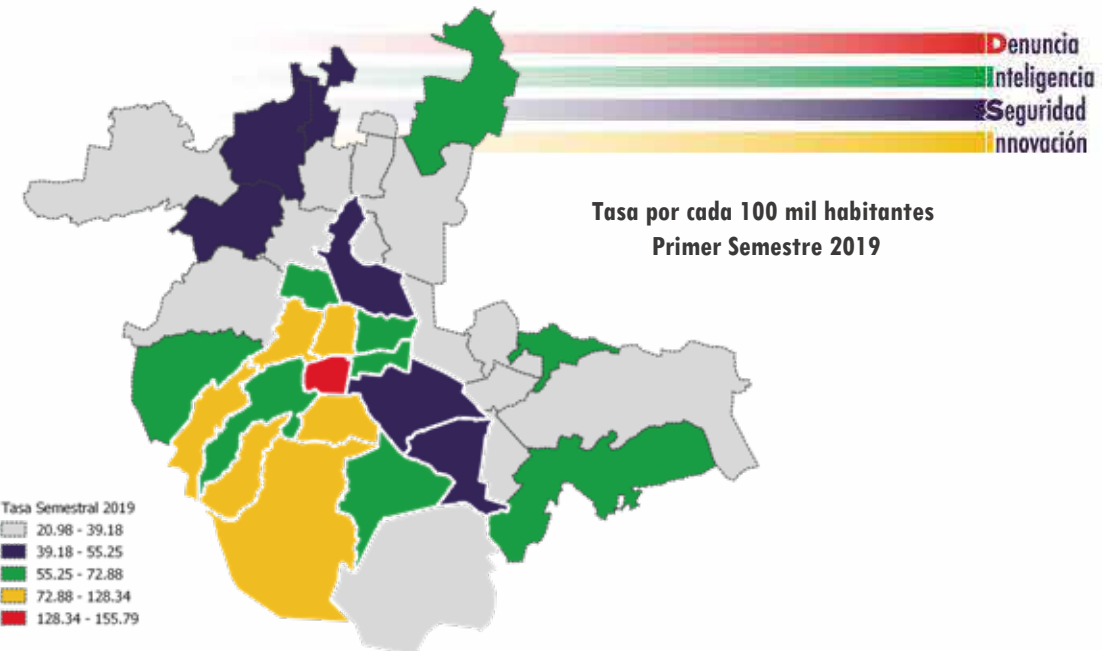 Denuncia
Inteligencia
Seguridad
Innovación
Tasa por cada 100 mil habitantes
Primer Semestre 2019
Tasa Semestral 2019
20.98 - 39.18
39.18 - 55.25
55.25 - 72.88
72.88 - 128.34
128.34 - 155.79